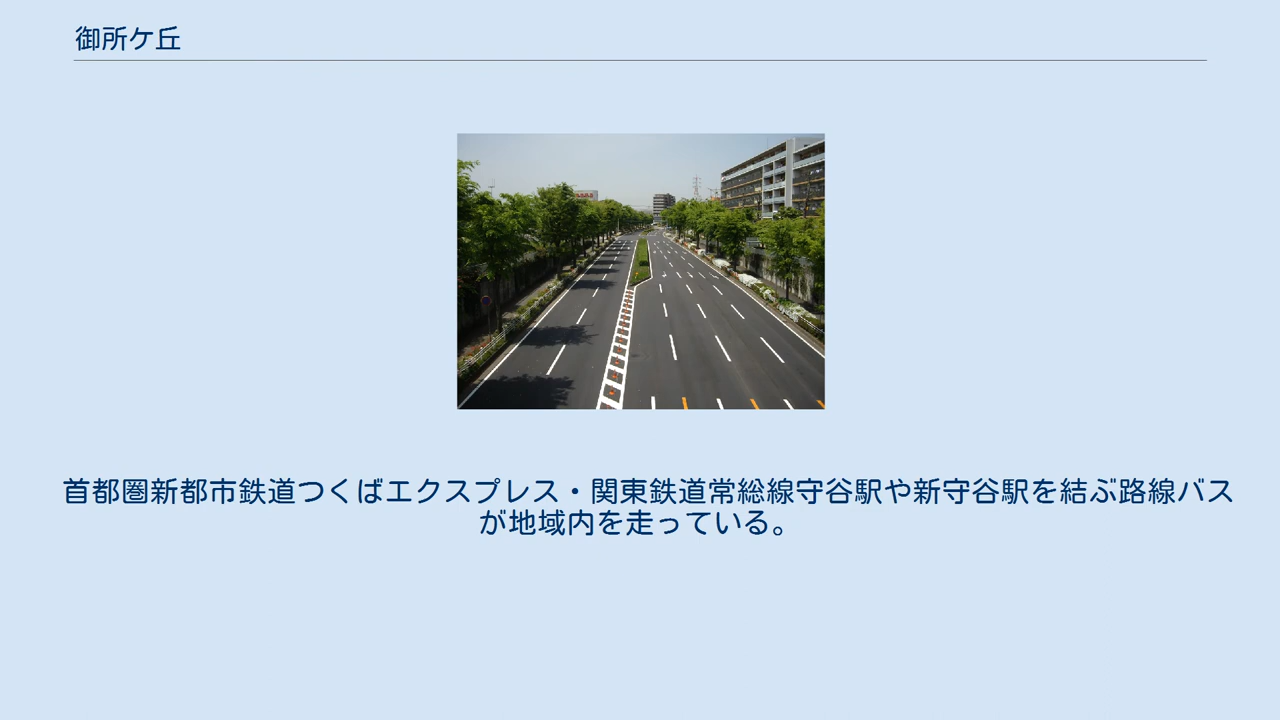 御所ケ丘
首都圏新都市鉄道つくばエクスプレス・関東鉄道常総線守谷駅や新守谷駅を結ぶ路線バス
が地域内を走っている。